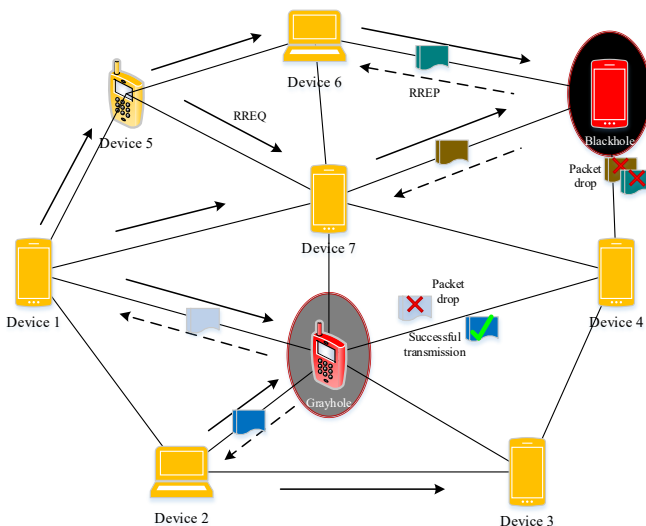 Device 6
RREP
RREQ
Device 5
Blackhole
Packet
drop
Device 7
Device 1
Packet
drop
Device 4
Successful
transmission
Grayhole
Device 2
Device 3